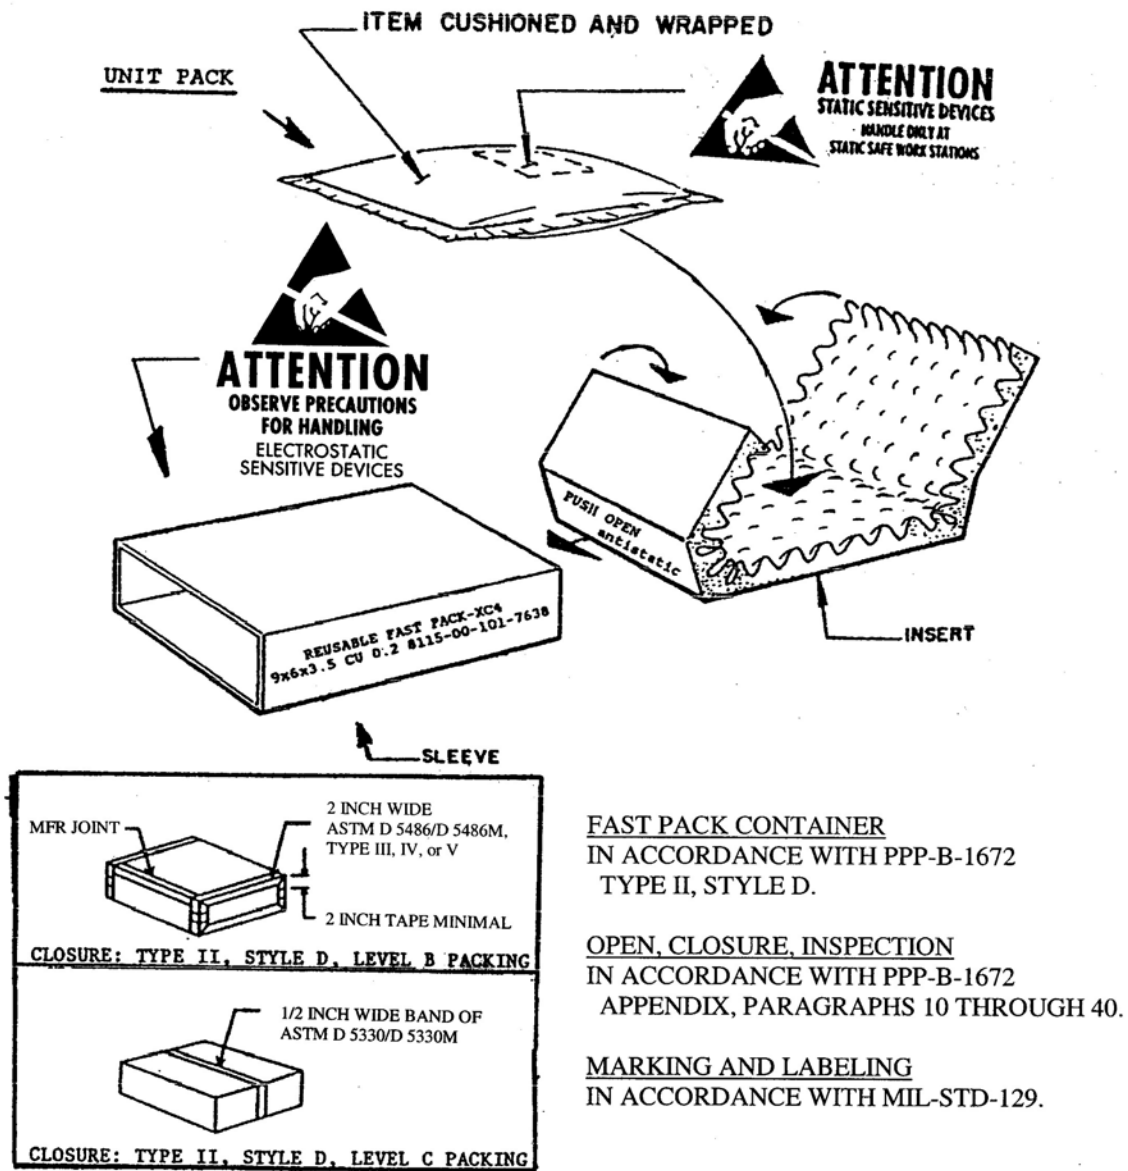 ITEM CUSHIONED AND WRAPPED
UNIT PACK
ATTENTION
STATIC SENSITIVE DEVICES
HANDLE ONLY AT
STATIC SAFE WORK STATIONS
ATTENTION
OBSERVE PRECAUTIONS
FOR HANDLING
ELECTROSTATIC
SENSITIVE DEVICES
PUSH OPEN
antistatic
REUSABLE FAST PACK-XC4
9x6x3.5 CU 0.2 8115-00-101-7638
INSERT
SLEEVE
MFR JOINT
2 INCH WIDE
ASTM D 5486/D 5486M,
TYPE III, IV, or V
2 INCH TAPE MINIMAL
CLOSURE: TYPE II, STYLE D, LEVEL B PACKING
1/2 INCH WIDE BAND OF
ASTM D 5330/D 5330M
CLOSURE: TYPE II, STYLE D, LEVEL C PACKING
FAST PACK CONTAINER
IN ACCORDANCE WITH PPP-B-1672
TYPE II, STYLE D.
OPEN, CLOSURE, INSPECTION
IN ACCORDANCE WITH PPP-B-1672
APPENDIX, PARAGRAPHS 10 THROUGH 40.
MARKING AND LABELING
IN ACCORDANCE WITH MIL-STD-129.